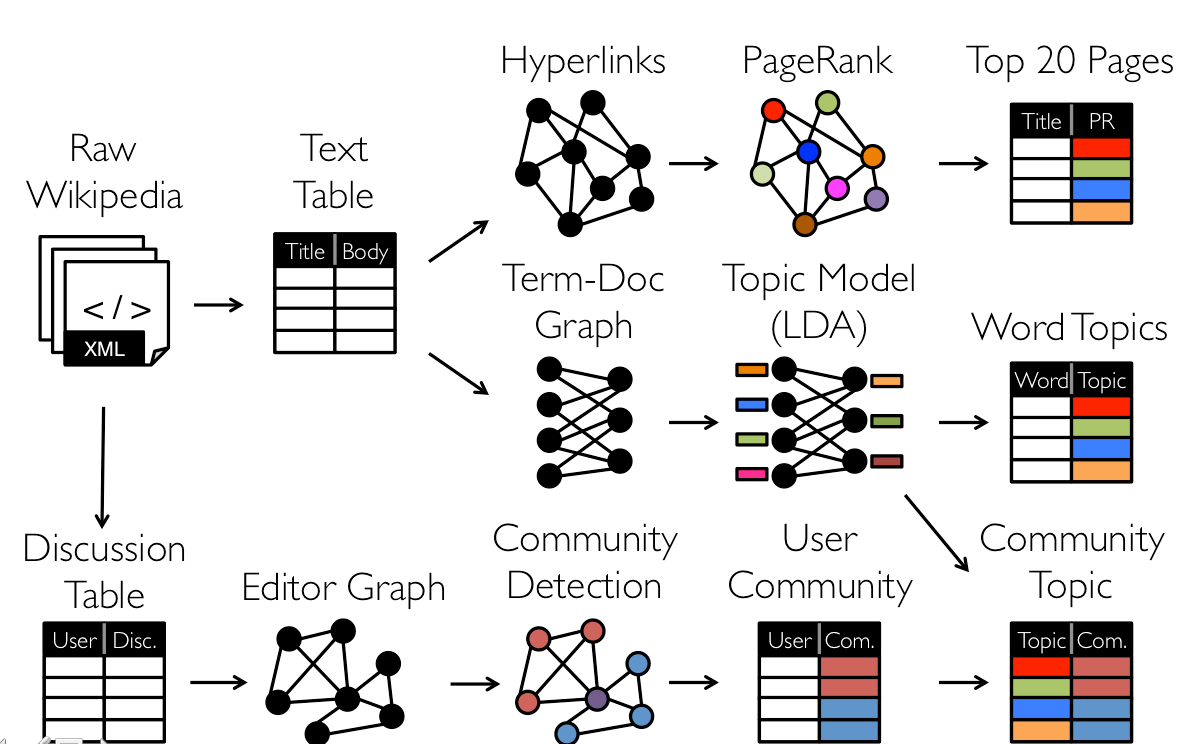 Hyperlinks
PageRank
Top 20 Pages
Title PR
Raw
Wikipedia
</>
XML
Text
Table
Title Body
Term-Doc
Graph
Topic Model
(LDA)
Word Topics
Word Topic
Discussion
Table
User Disc.
Editor Graph
Community
Detection
User
Community
User Com.
Community
Topic
Topic Com.